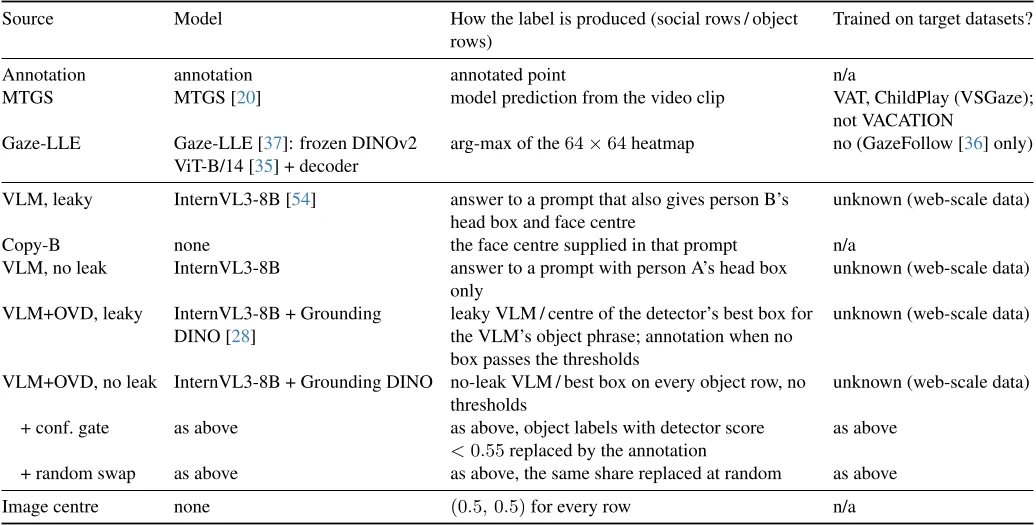 Source Model How the label is produced (social rows / object rows) Trained on target datasets?
Annotation annotation annotated point n/a
MTGS MTGS [20] model prediction from the video clip VAT, ChildPlay (VSGaze); not VACATION
Gaze-LLE Gaze-LLE [37]: frozen DINOv2 ViT-B/14 [35] + decoder arg-max of the 64 × 64 heatmap no (GazeFollow [36] only)
VLM, leaky InternVL3-8B [54] answer to a prompt that also gives person B's head box and face centre unknown (web-scale data)
Copy-B none the face centre supplied in that prompt n/a
VLM, no leak InternVL3-8B answer to a prompt with person A's head box only unknown (web-scale data)
VLM+OVD, leaky InternVL3-8B + Grounding DINO [28] leaky VLM / centre of the detector's best box for the VLM's object phrase; annotation when no box passes the thresholds unknown (web-scale data)
VLM+OVD, no leak InternVL3-8B + Grounding DINO no-leak VLM / best box on every object row, no thresholds unknown (web-scale data)
+ conf. gate as above as above, object labels with detector score < 0.55 replaced by the annotation as above
+ random swap as above as above, the same share replaced at random as above
Image centre none (0.5, 0.5) for every row n/a